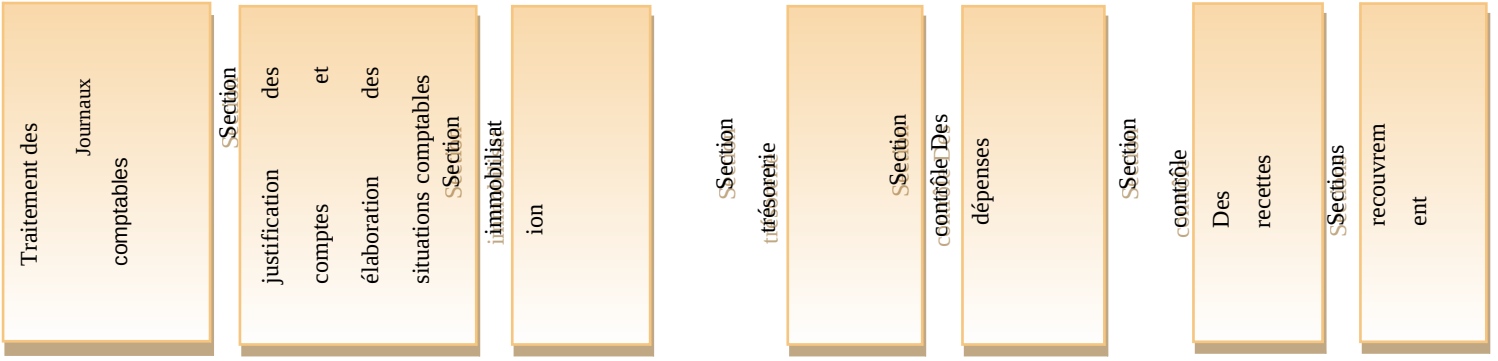 Traitement des
Journaux
comptables
Section
justification des
comptes et
élaboration des
situations comptables
Section
immobilisat
ion
Section
trésorerie
Section
contrôle Des
dépenses
Section
contrôle
Des
recettes
Sections
recouvrem
ent